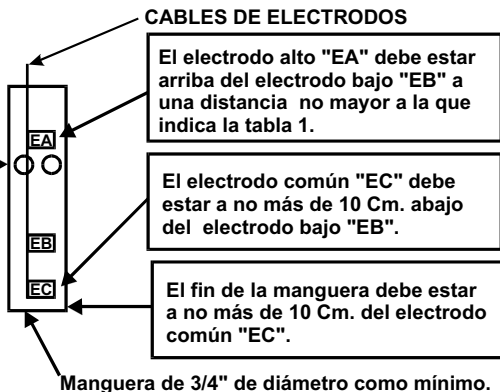 CABLES DE ELECTRODOS
El electrodo alto "EA" debe estar
arriba del electrodo bajo "EB" a
una distancia no mayor a la que
indica la tabla 1.
EA
El electrodo común "EC" debe
estar a no más de 10 Cm. abajo
del electrodo bajo "EB".
EB
EC
El fin de la manguera debe estar
a no más de 10 Cm. del electrodo
común "EC".
Manguera de 3/4" de diámetro como mínimo.